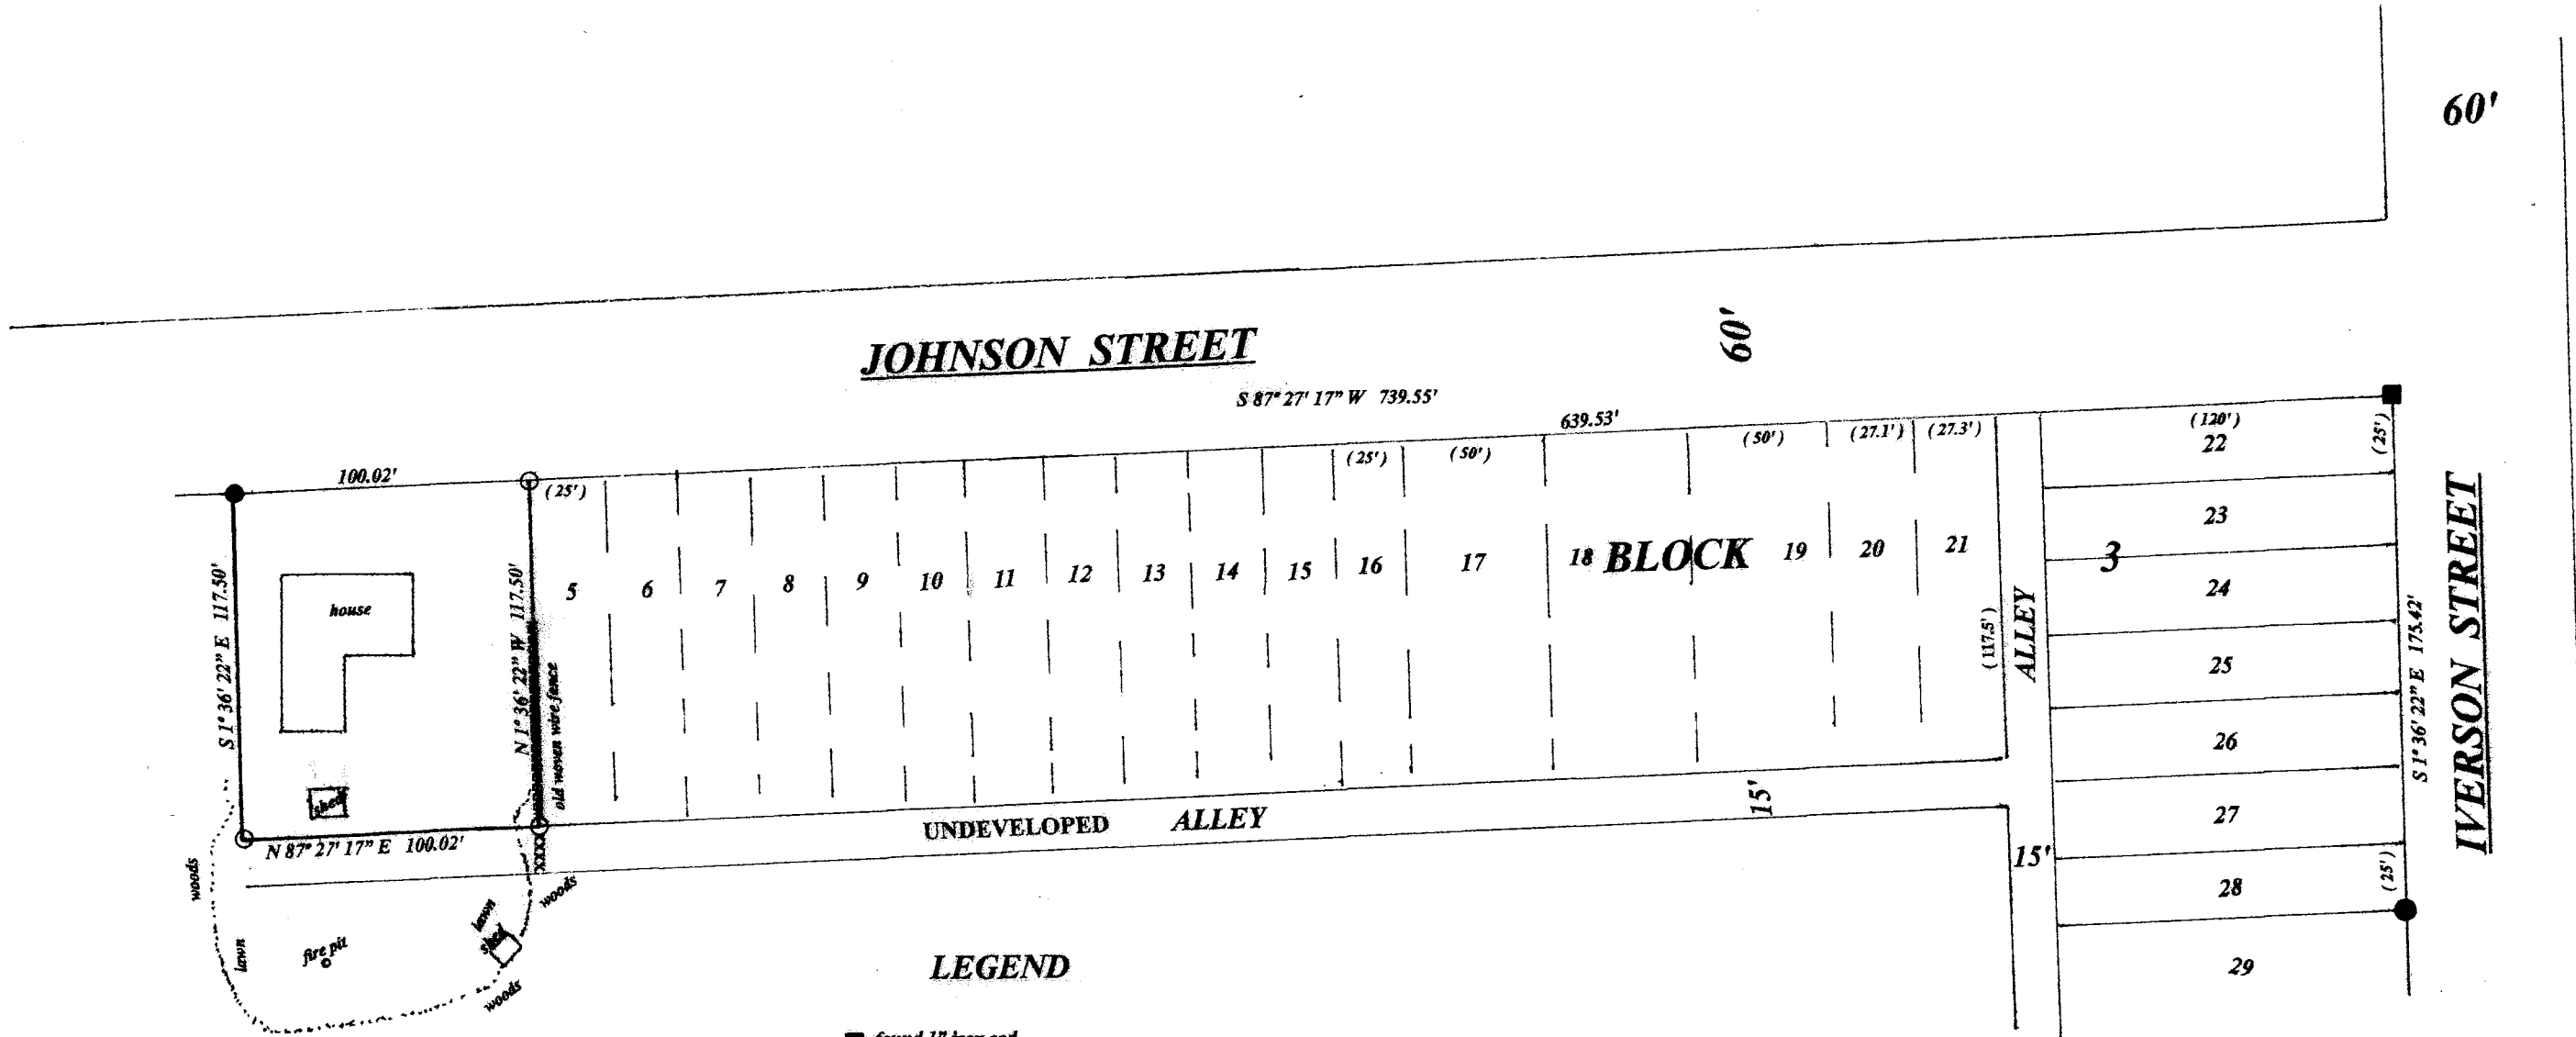 60'
JOHNSON STREET
60'
S 87° 27' 17" W 739.55'
639.53'
100.02'
(25')
(25')
(50')
(50')
(27.1')
(27.3')
(120')
22
(25')
5
6
7
8
9
10
11
12
13
14
15
16
17
18
BLOCK
19
20
21
3
23
24
25
26
27
28
29
(25')
house
shed
S 1° 36' 22" E 117.50'
N 1° 36' 22" W 117.50'
old woven wire fence
(117.5')
ALLEY
S 1° 36' 22" E 175.42'
IVERSON STREET
N 87° 27' 17" E 100.02'
XXXX
UNDEVELOPED ALLEY
15'
15'
woods
woods
woods
lawn
lawn
shed
fire pit
LEGEND
found 1" iron rod